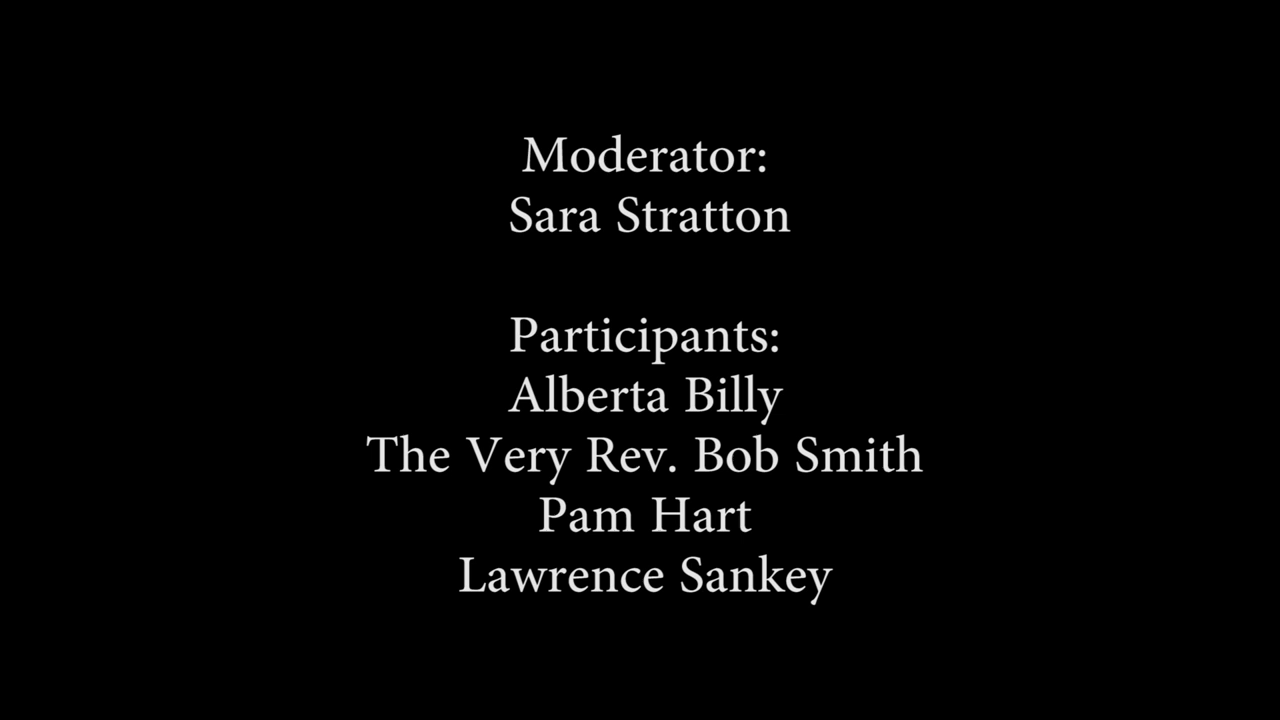 Moderator:
Sara Stratton
Participants:
Alberta Billy
The Very Rev. Bob Smith
Pam Hart
Lawrence Sankey